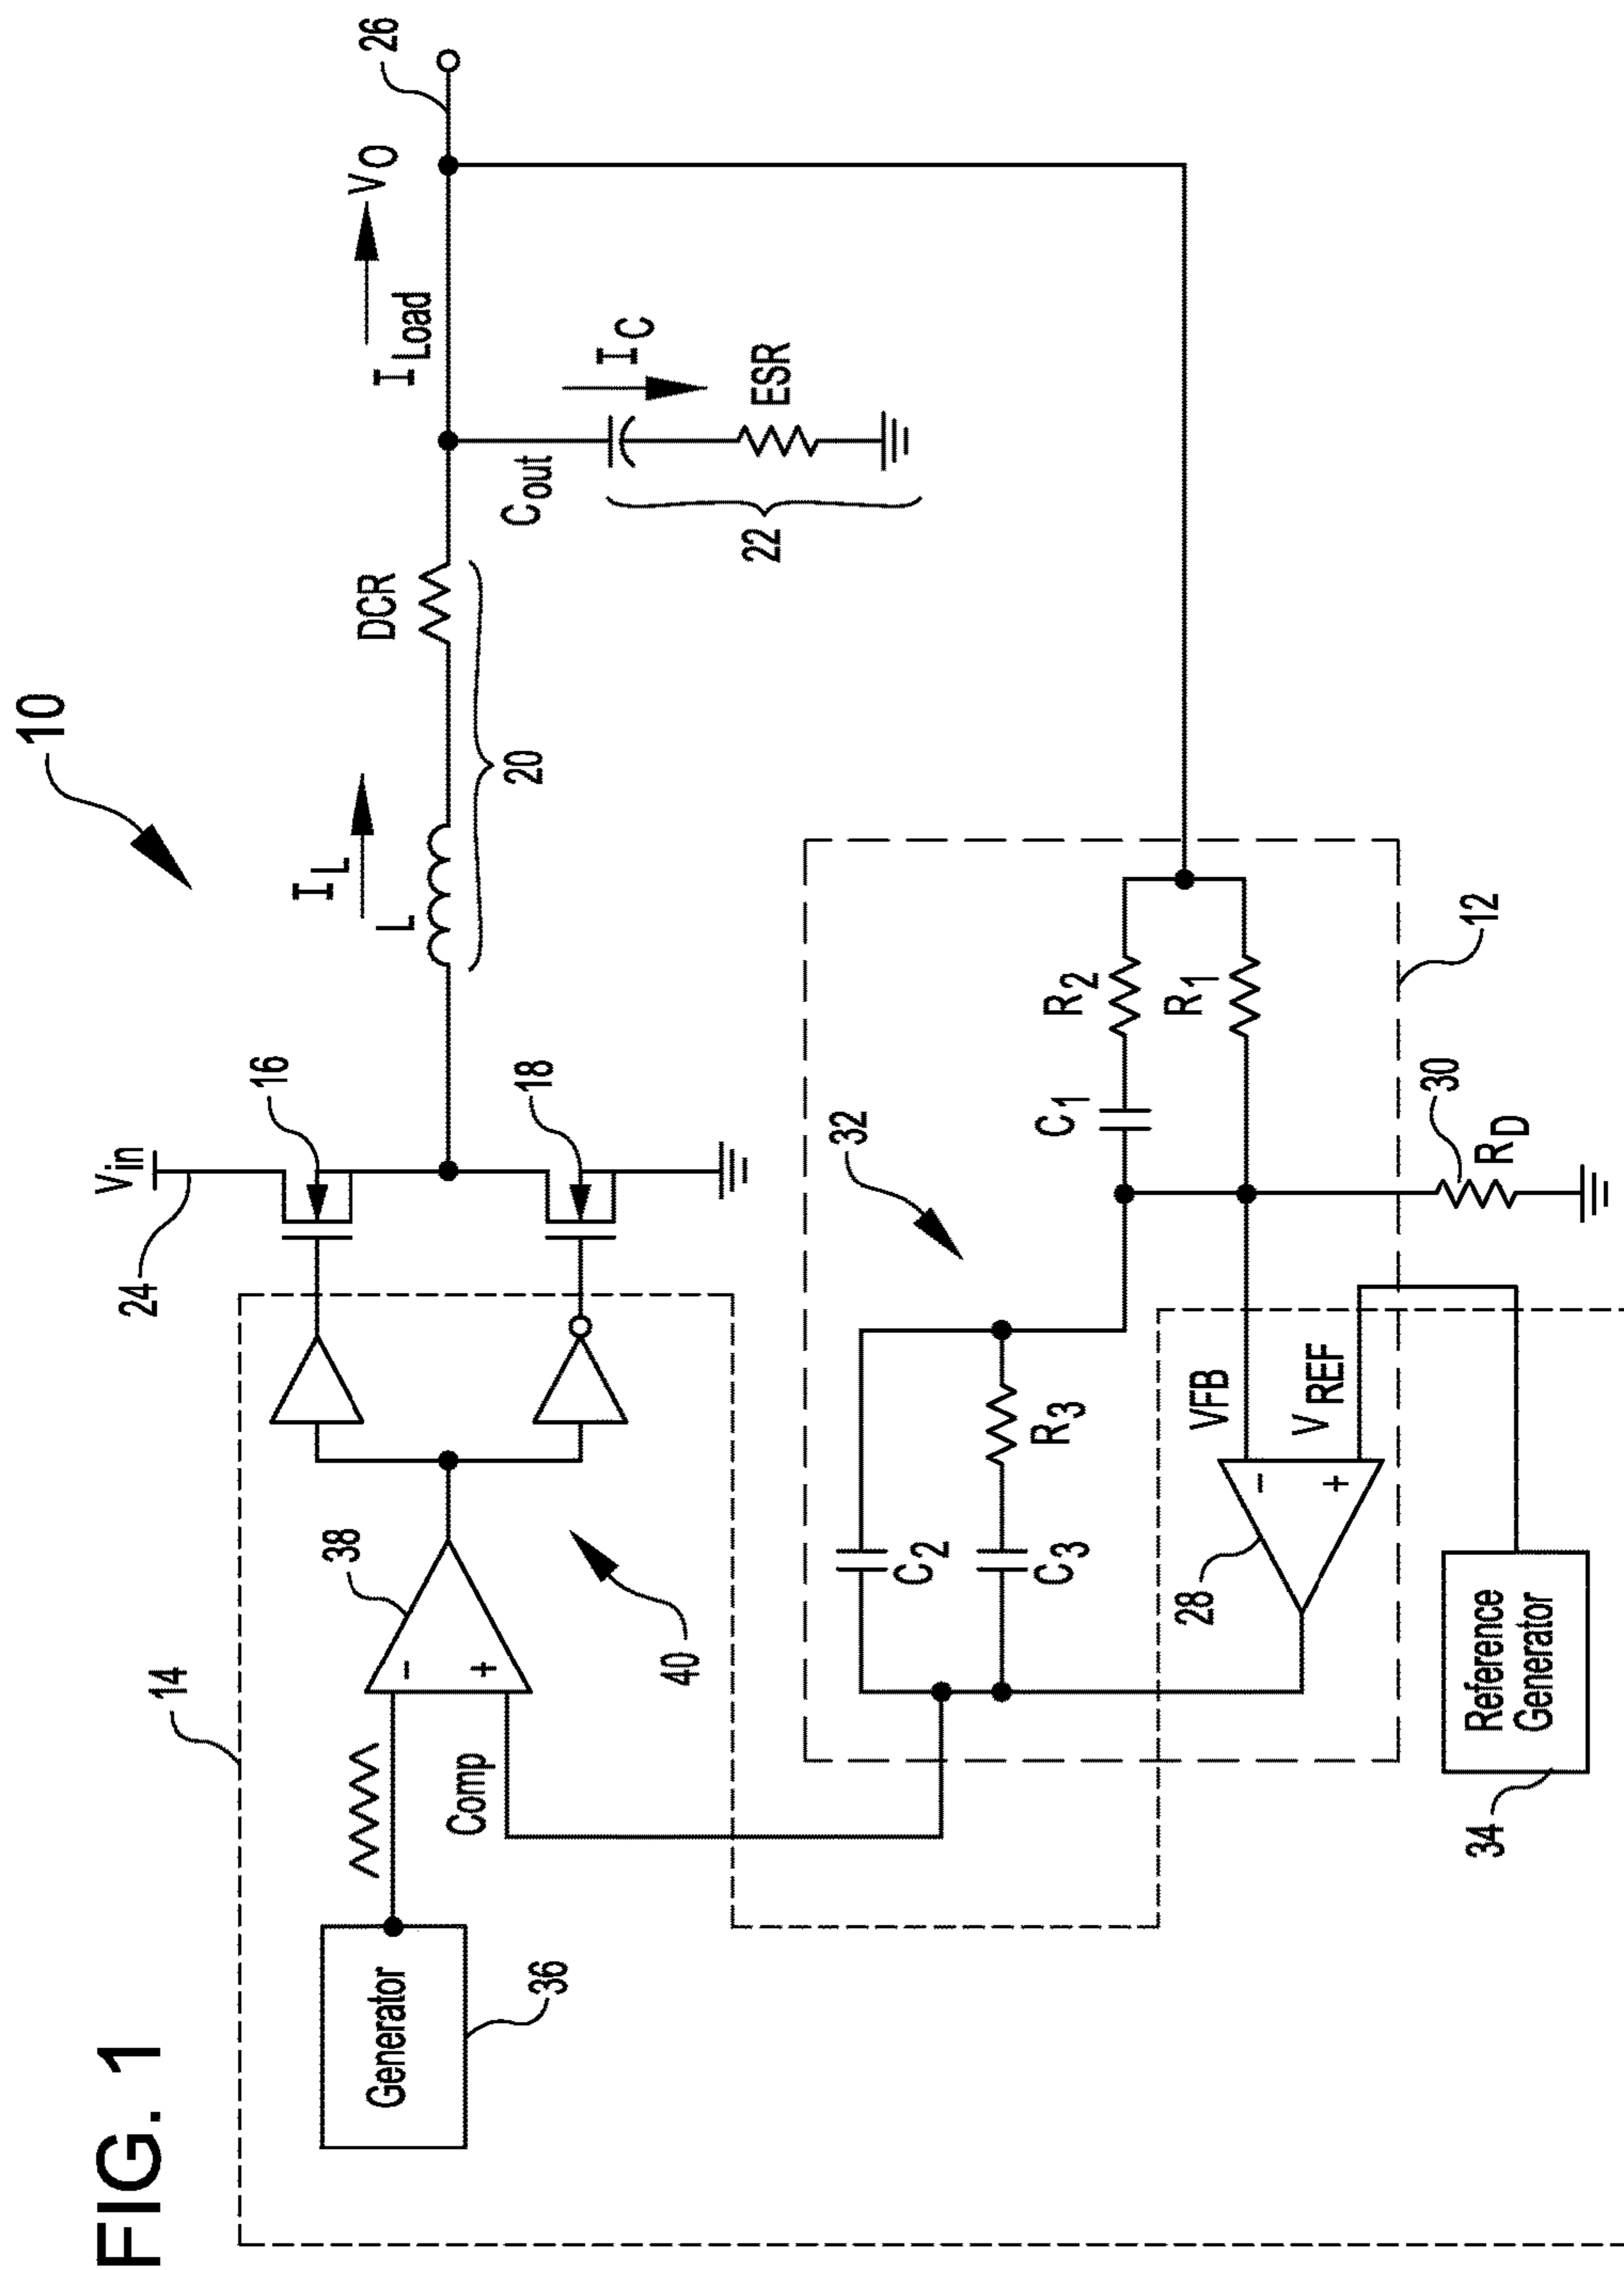 FIG. 1
10
14
Generator
36
38
-
+
Comp
40
24
Vin
16
18
IL
L
20
DCR
Cout
22
IC
ESR
ILoad
VO
26
32
C2
C3
R3
C1
R2
R1
12
30
RD
VFB
VREF
-
+
28
Reference
Generator
34